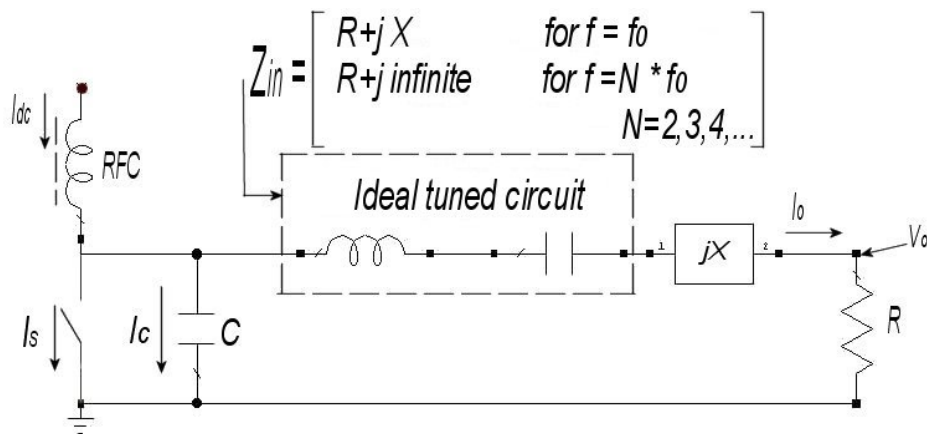 Zin = R+j X for f = fo
R+j infinite for f = N * fo
N=2,3,4,...
Idc
RFC
Ideal tuned circuit
Io
Vo
1 jX 2
Is
Ic
C
R